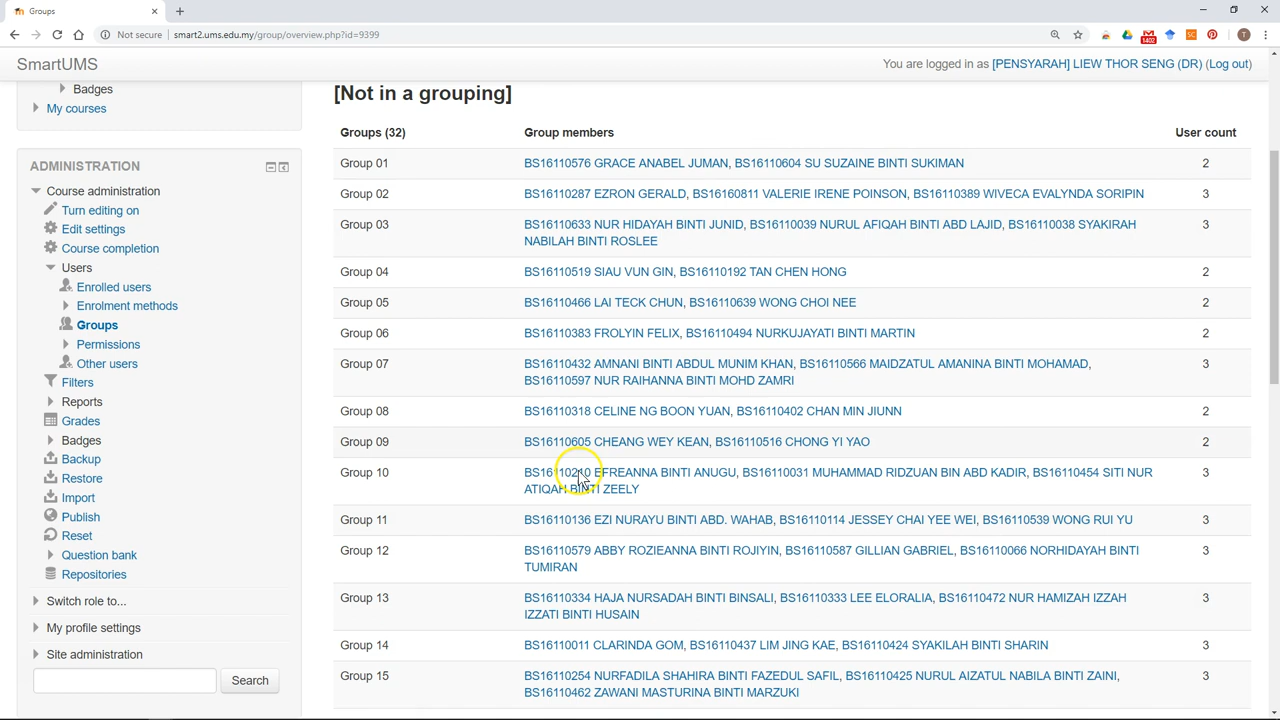 Groups
Not secure
smart2.ums.edu.my/group/overview.php?id=9399
1402
SC
T
SmartUMS
You are logged in as [PENSYARAH] LIEW THOR SENG (DR) (Log out)
Badges
My courses
ADMINISTRATION
Course administration
Turn editing on
Edit settings
Course completion
Users
Enrolled users
Enrolment methods
Groups
Permissions
Other users
Filters
Reports
Grades
Badges
Backup
Restore
Import
Publish
Reset
Question bank
Repositories
Switch role to...
My profile settings
Site administration
Search
[Not in a grouping]
Groups (32) Group members User count
Group 01 BS16110576 GRACE ANABEL JUMAN, BS16110604 SU SUZAINE BINTI SUKIMAN 2
Group 02 BS16110287 EZRON GERALD, BS16160811 VALERIE IRENE POINSON, BS16110389 WIVECA EVALYNDA SORIPIN 3
Group 03 BS16110633 NUR HIDAYAH BINTI JUNID, BS16110039 NURUL AFIQAH BINTI ABD LAJID, BS16110038 SYAKIRAH 3
NABILAH BINTI ROSLEE
Group 04 BS16110519 SIAU VUN GIN, BS16110192 TAN CHEN HONG 2
Group 05 BS16110466 LAI TECK CHUN, BS16110639 WONG CHOI NEE 2
Group 06 BS16110383 FROLYIN FELIX, BS16110494 NURKUJAYATI BINTI MARTIN 2
Group 07 BS16110432 AMNANI BINTI ABDUL MUNIM KHAN, BS16110566 MAIDZATUL AMANINA BINTI MOHAMAD, 3
BS16110597 NUR RAIHANNA BINTI MOHD ZAMRI
Group 08 BS16110318 CELINE NG BOON YUAN, BS16110402 CHAN MIN JIUNN 2
Group 09 BS16110605 CHEANG WEY KEAN, BS16110516 CHONG YI YAO 2
Group 10 EFREANNA BINTI ANUGU, BS16110031 MUHAMMAD RIDZUAN BIN ABD KADIR, BS16110454 SITI NUR 3
ATIQAH BINTI ZEELY
Group 11 BS16110136 EZI NURAYU BINTI ABD. WAHAB, BS16110114 JESSEY CHAI YEE WEI, BS16110539 WONG RUI YU 3
Group 12 BS16110579 ABBY ROZIEANNA BINTI ROJIYIN, BS16110587 GILLIAN GABRIEL, BS16110066 NORHIDAYAH BINTI 3
TUMIRAN
Group 13 BS16110334 HAJA NURSADAH BINTI BINSALI, BS16110333 LEE ELORALIA, BS16110472 NUR HAMIZAH IZZAH 3
IZZATI BINTI HUSAIN
Group 14 BS16110011 CLARINDA GOM, BS16110437 LIM JING KAE, BS16110424 SYAKILAH BINTI SHARIN 3
Group 15 BS16110254 NURFADILA SHAHIRA BINTI FAZEDUL SAFIL, BS16110425 NURUL AIZATUL NABILA BINTI ZAINI, 3
BS16110462 ZAWANI MASTURINA BINTI MARZUKI